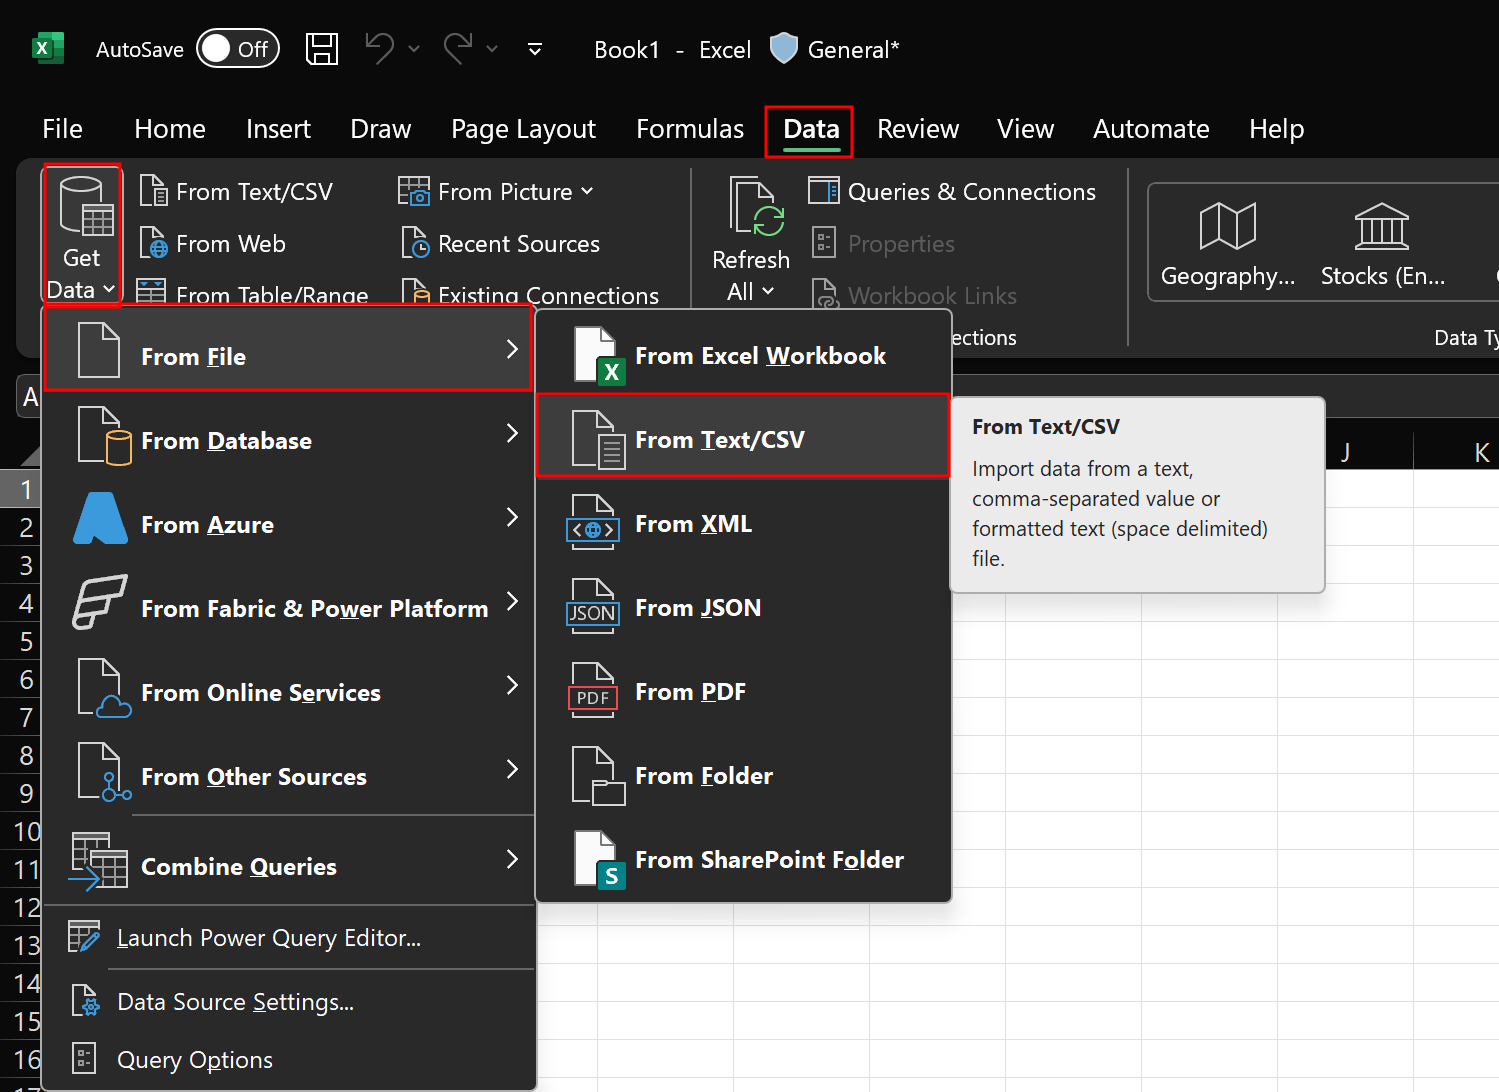 AutoSave Off Book1 - Excel General*
File Home Insert Draw Page Layout Formulas Data Review View Automate Help
Get Data
From Text/CSV
From Web
From Table/Range
From Picture
Recent Sources
Existing Connections
Refresh All
Queries & Connections
Properties
Workbook Links
ections
Geography...
Stocks (En...
Data Ty
A
From File
From Database
From Azure
From Fabric & Power Platform
From Online Services
From Other Sources
Combine Queries
Launch Power Query Editor...
Data Source Settings...
Query Options
From Excel Workbook
From Text/CSV
From XML
JSON
From JSON
PDF
From PDF
From Folder
From SharePoint Folder
From Text/CSV
Import data from a text,
comma-separated value or
formatted text (space delimited)
file.
J K
1
2
3
4
5
6
7
8
9
10
11
12
13
14
15
16